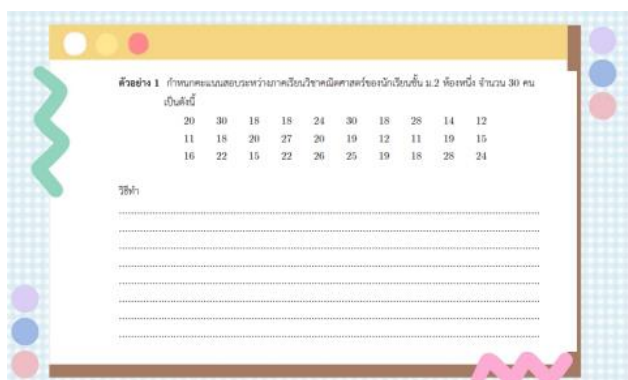 ตัวอย่าง 1 กำหนดคะแนนสอบระหว่างภาคเรียนวิชาคณิตศาสตร์ของนักเรียนชั้น ม.2 ห้องหนึ่ง จำนวน 30 คน
เป็นดังนี้
20 30 18 18 24 30 18 28 14 12
11 18 20 27 20 19 12 11 19 15
16 22 15 22 26 25 19 18 28 24
วิธีทำ